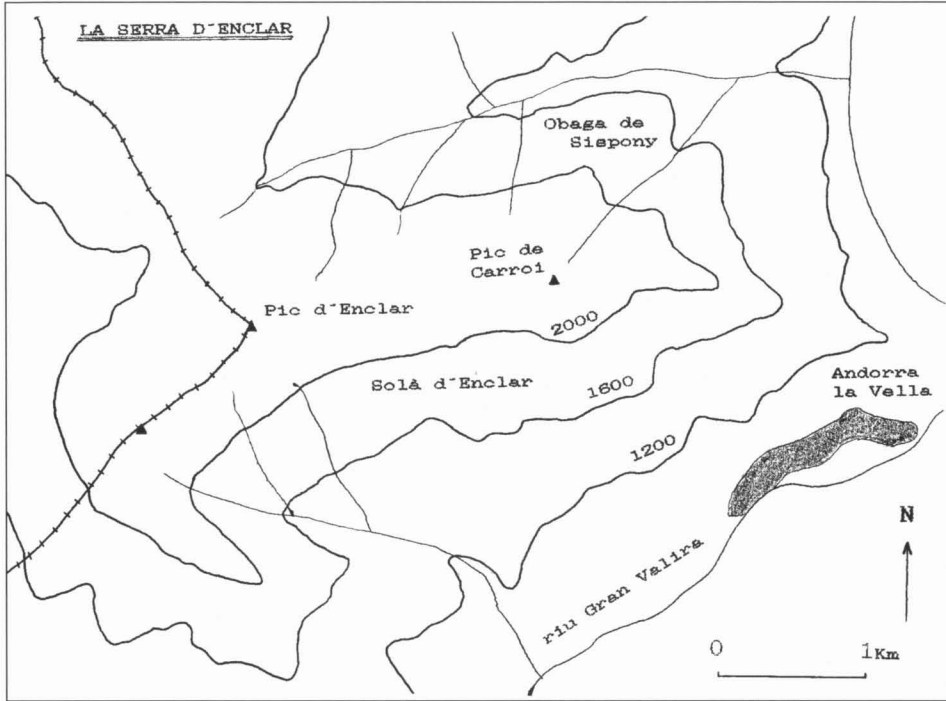 LA SERRA D´ENCLAR
Obaga de
Sispony
Pic de
Carroi
Pic d´Enclar
2000
Solà d´Enclar
1600
Andorra
la Vella
1200
N
riu Gran Valira
0 1Km